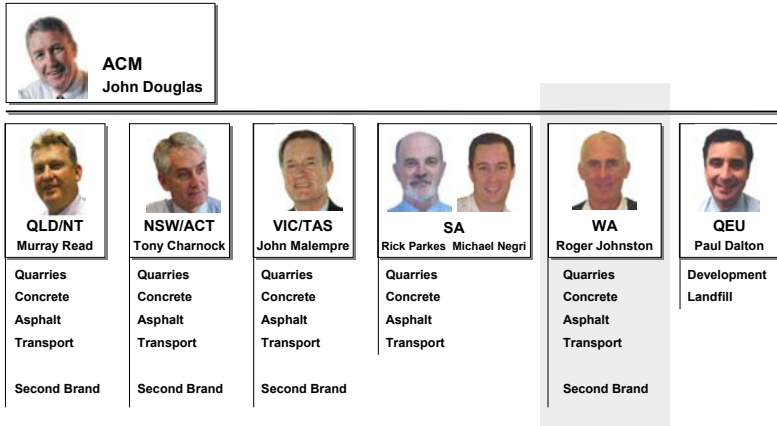 ACM
John Douglas
QLD/NT
Murray Read
Quarries
Concrete
Asphalt
Transport
Second Brand
NSW/ACT
Tony Charnock
Quarries
Concrete
Asphalt
Transport
Second Brand
VIC/TAS
John Malempre
Quarries
Concrete
Asphalt
Transport
Second Brand
SA
Rick Parkes Michael Negri
Quarries
Concrete
Asphalt
Transport
WA
Roger Johnston
Quarries
Concrete
Asphalt
Transport
Second Brand
QEU
Paul Dalton
Development
Landfill